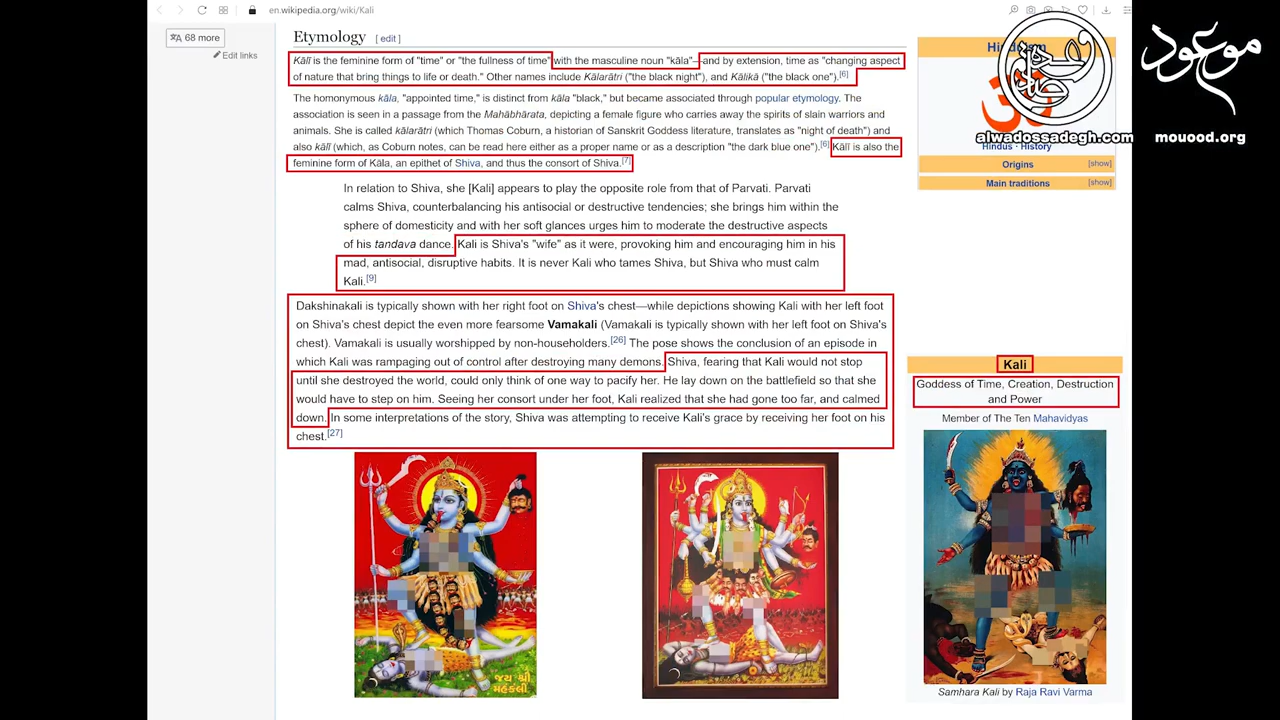 en.wikipedia.org/wiki/Kali
68 more
Edit links
Etymology [ edit ]
Kālī is the feminine form of "time" or "the fullness of time" with the masculine noun "kāla"—and by extension, time as "changing aspect
of nature that bring things to life or death." Other names include Kālarātri ("the black night"), and Kālikā ("the black one").[6]
The homonymous kāla, "appointed time," is distinct from kāla "black," but became associated through popular etymology. The
association is seen in a passage from the Mahābhārata, depicting a female figure who carries away the spirits of slain warriors and
animals. She is called kālarātri (which Thomas Coburn, a historian of Sanskrit Goddess literature, translates as "night of death") and
also kālī (which, as Coburn notes, can be read here either as a proper name or as a description "the dark blue one").[6] Kālī is also the
feminine form of Kāla, an epithet of Shiva, and thus the consort of Shiva.[7]
In relation to Shiva, she [Kali] appears to play the opposite role from that of Parvati. Parvati
calms Shiva, counterbalancing his antisocial or destructive tendencies; she brings him within the
sphere of domesticity and with her soft glances urges him to moderate the destructive aspects
of his tandava dance. Kali is Shiva's "wife" as it were, provoking him and encouraging him in his
mad, antisocial, disruptive habits. It is never Kali who tames Shiva, but Shiva who must calm
Kali.[9]
Dakshinakali is typically shown with her right foot on Shiva's chest—while depictions showing Kali with her left foot
on Shiva's chest depict the even more fearsome Vamakali (Vamakali is typically shown with her left foot on Shiva's
chest). Vamakali is usually worshipped by non-householders.[26] The pose shows the conclusion of an episode in
which Kali was rampaging out of control after destroying many demons. Shiva, fearing that Kali would not stop
until she destroyed the world, could only think of one way to pacify her. He lay down on the battlefield so that she
would have to step on him. Seeing her consort under her foot, Kali realized that she had gone too far, and calmed
down. In some interpretations of the story, Shiva was attempting to receive Kali's grace by receiving her foot on his
chest.[27]
જય શ્રી
મહાકાલી
alwadossadegh.com
موعود
mouood.org
Hindus · History
Origins [show]
Main traditions [show]
Kali
Goddess of Time, Creation, Destruction
and Power
Member of The Ten Mahavidyas
Samhara Kali by Raja Ravi Varma